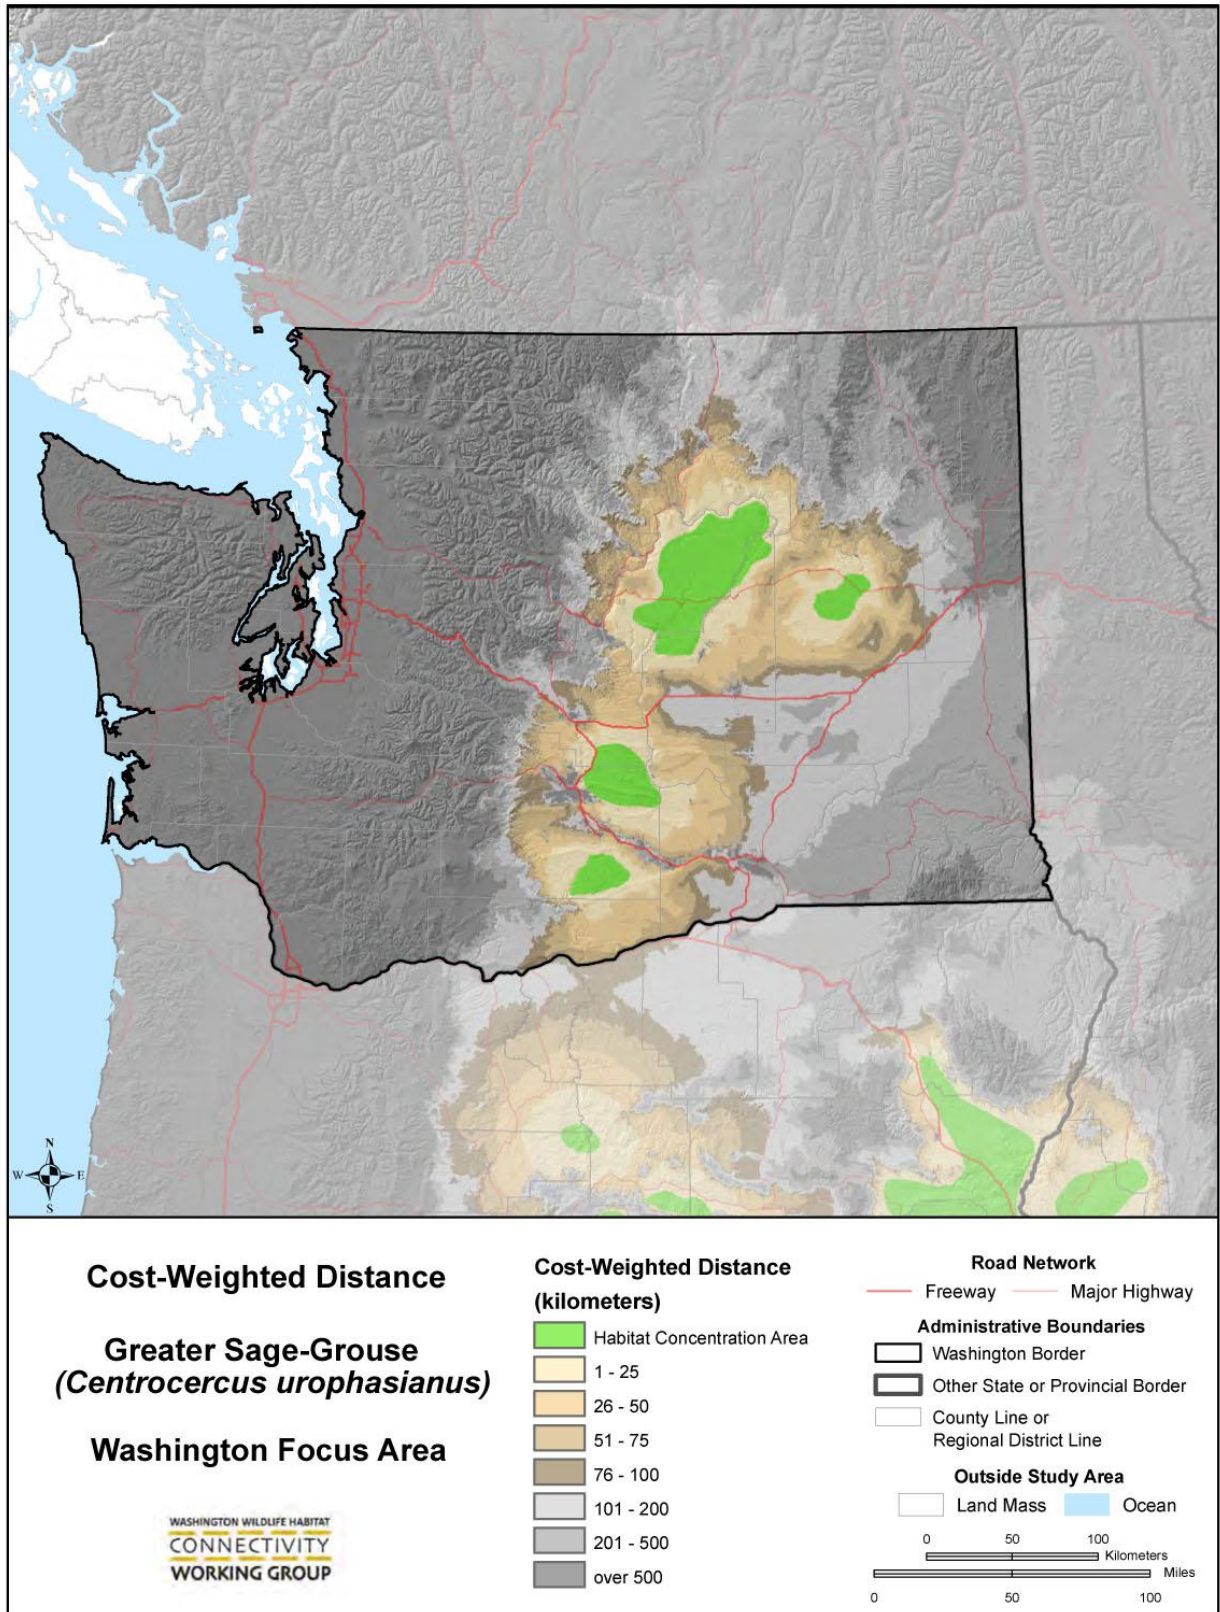 N
W
E
S
Cost-Weighted Distance
Greater Sage-Grouse
(Centrocercus urophasianus)
Washington Focus Area
WASHINGTON WILDLIFE HABITAT
CONNECTIVITY
WORKING GROUP
Cost-Weighted Distance
(kilometers)
Habitat Concentration Area
1 - 25
26 - 50
51 - 75
76 - 100
101 - 200
201 - 500
over 500
Road Network
Freeway
Major Highway
Administrative Boundaries
Washington Border
Other State or Provincial Border
County Line or
Regional District Line
Outside Study Area
Land Mass
Ocean
0 50 100
Kilometers
Miles
0 50 100